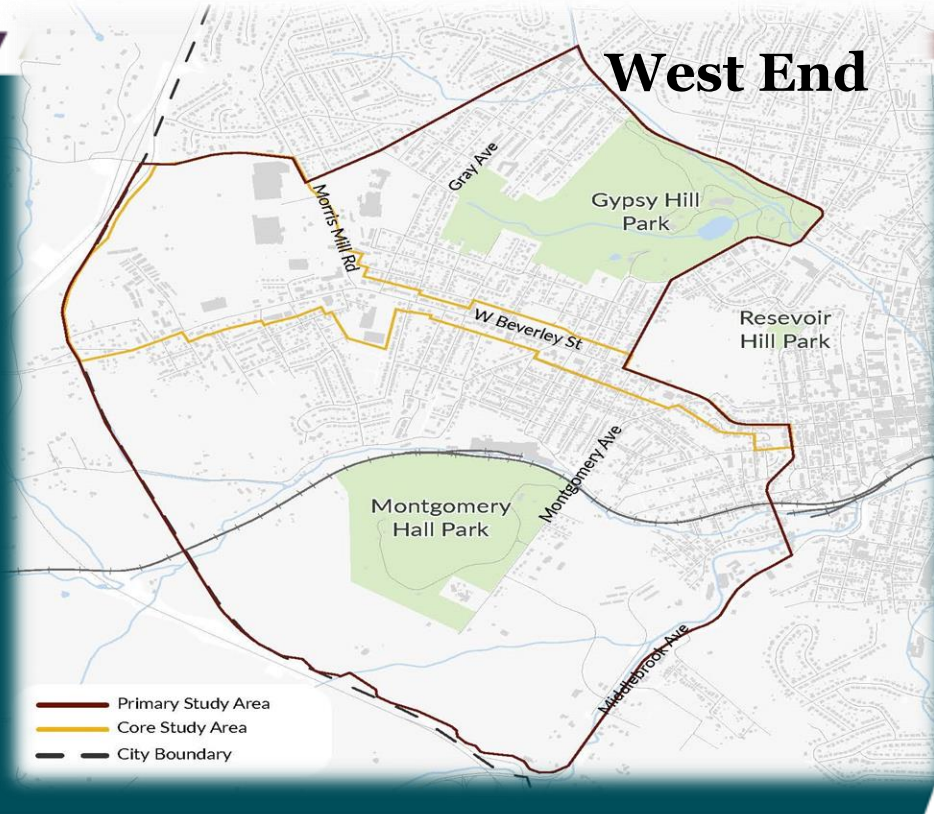 West End
Gray Ave
Gypsy Hill
Park
Morris Mill Rd
W Beverley St
Resevoir
Hill Park
Montgomery Ave
Montgomery
Hall Park
Middlebrook Ave
Primary Study Area
Core Study Area
City Boundary